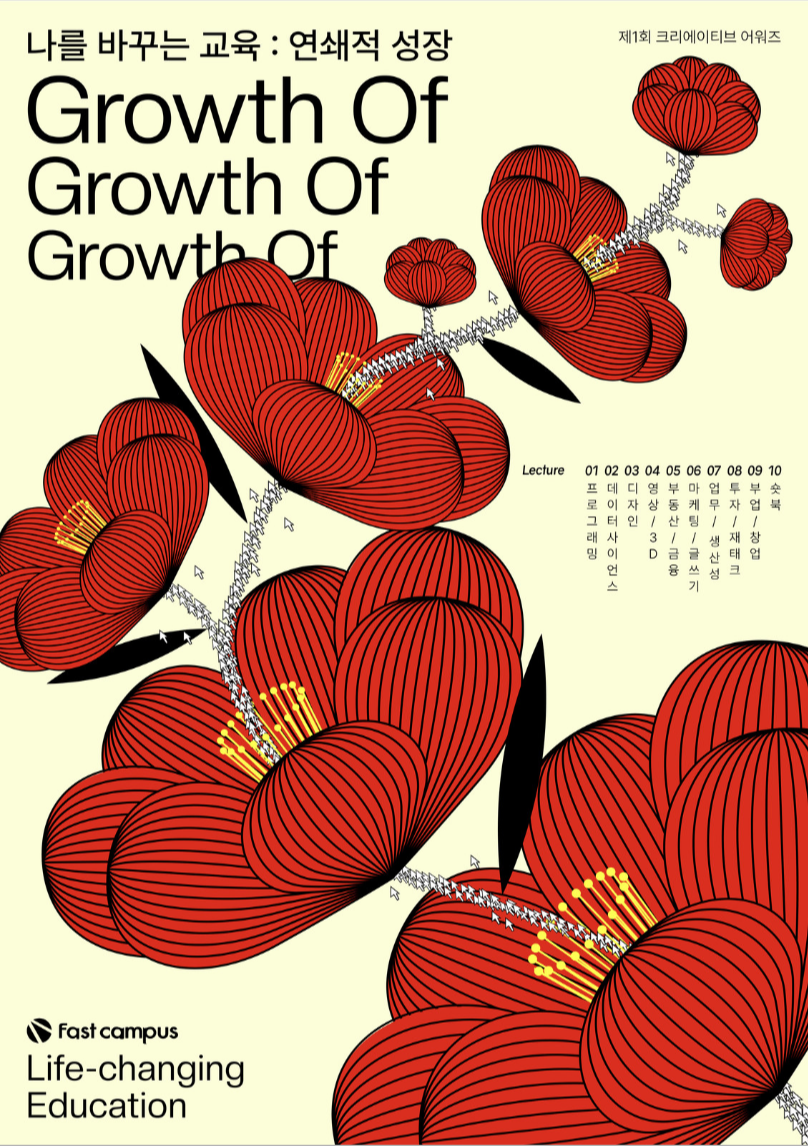 나를 바꾸는 교육 : 연쇄적 성장
제1회 크리에이티브 어워즈
Growth Of
Growth Of
Growth Of
Lecture
01 프로그래밍
02 데이터사이언스
03 디자인
04 영상/3D
05 부동산/금융
06 마케팅/글쓰기
07 업무/생산성
08 투자/재태크
09 부업/창업
10 숏북
Fast campus
Life-changing
Education